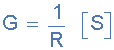 G = 1/R [S]